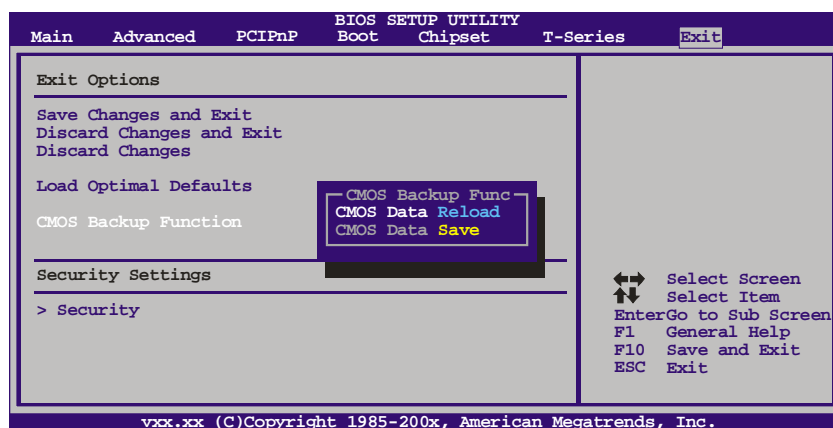 BIOS SETUP UTILITY
Main Advanced PCIPnP Boot Chipset T-Series Exit
Exit Options
Save Changes and Exit
Discard Changes and Exit
Discard Changes
Load Optimal Defaults
CMOS Backup Function
CMOS Backup Func
CMOS Data Reload
CMOS Data Save
Security Settings
> Security
Select Screen
Select Item
EnterGo to Sub Screen
F1 General Help
F10 Save and Exit
ESC Exit
vxx.xx (C)Copyright 1985-200x, American Megatrends, Inc.